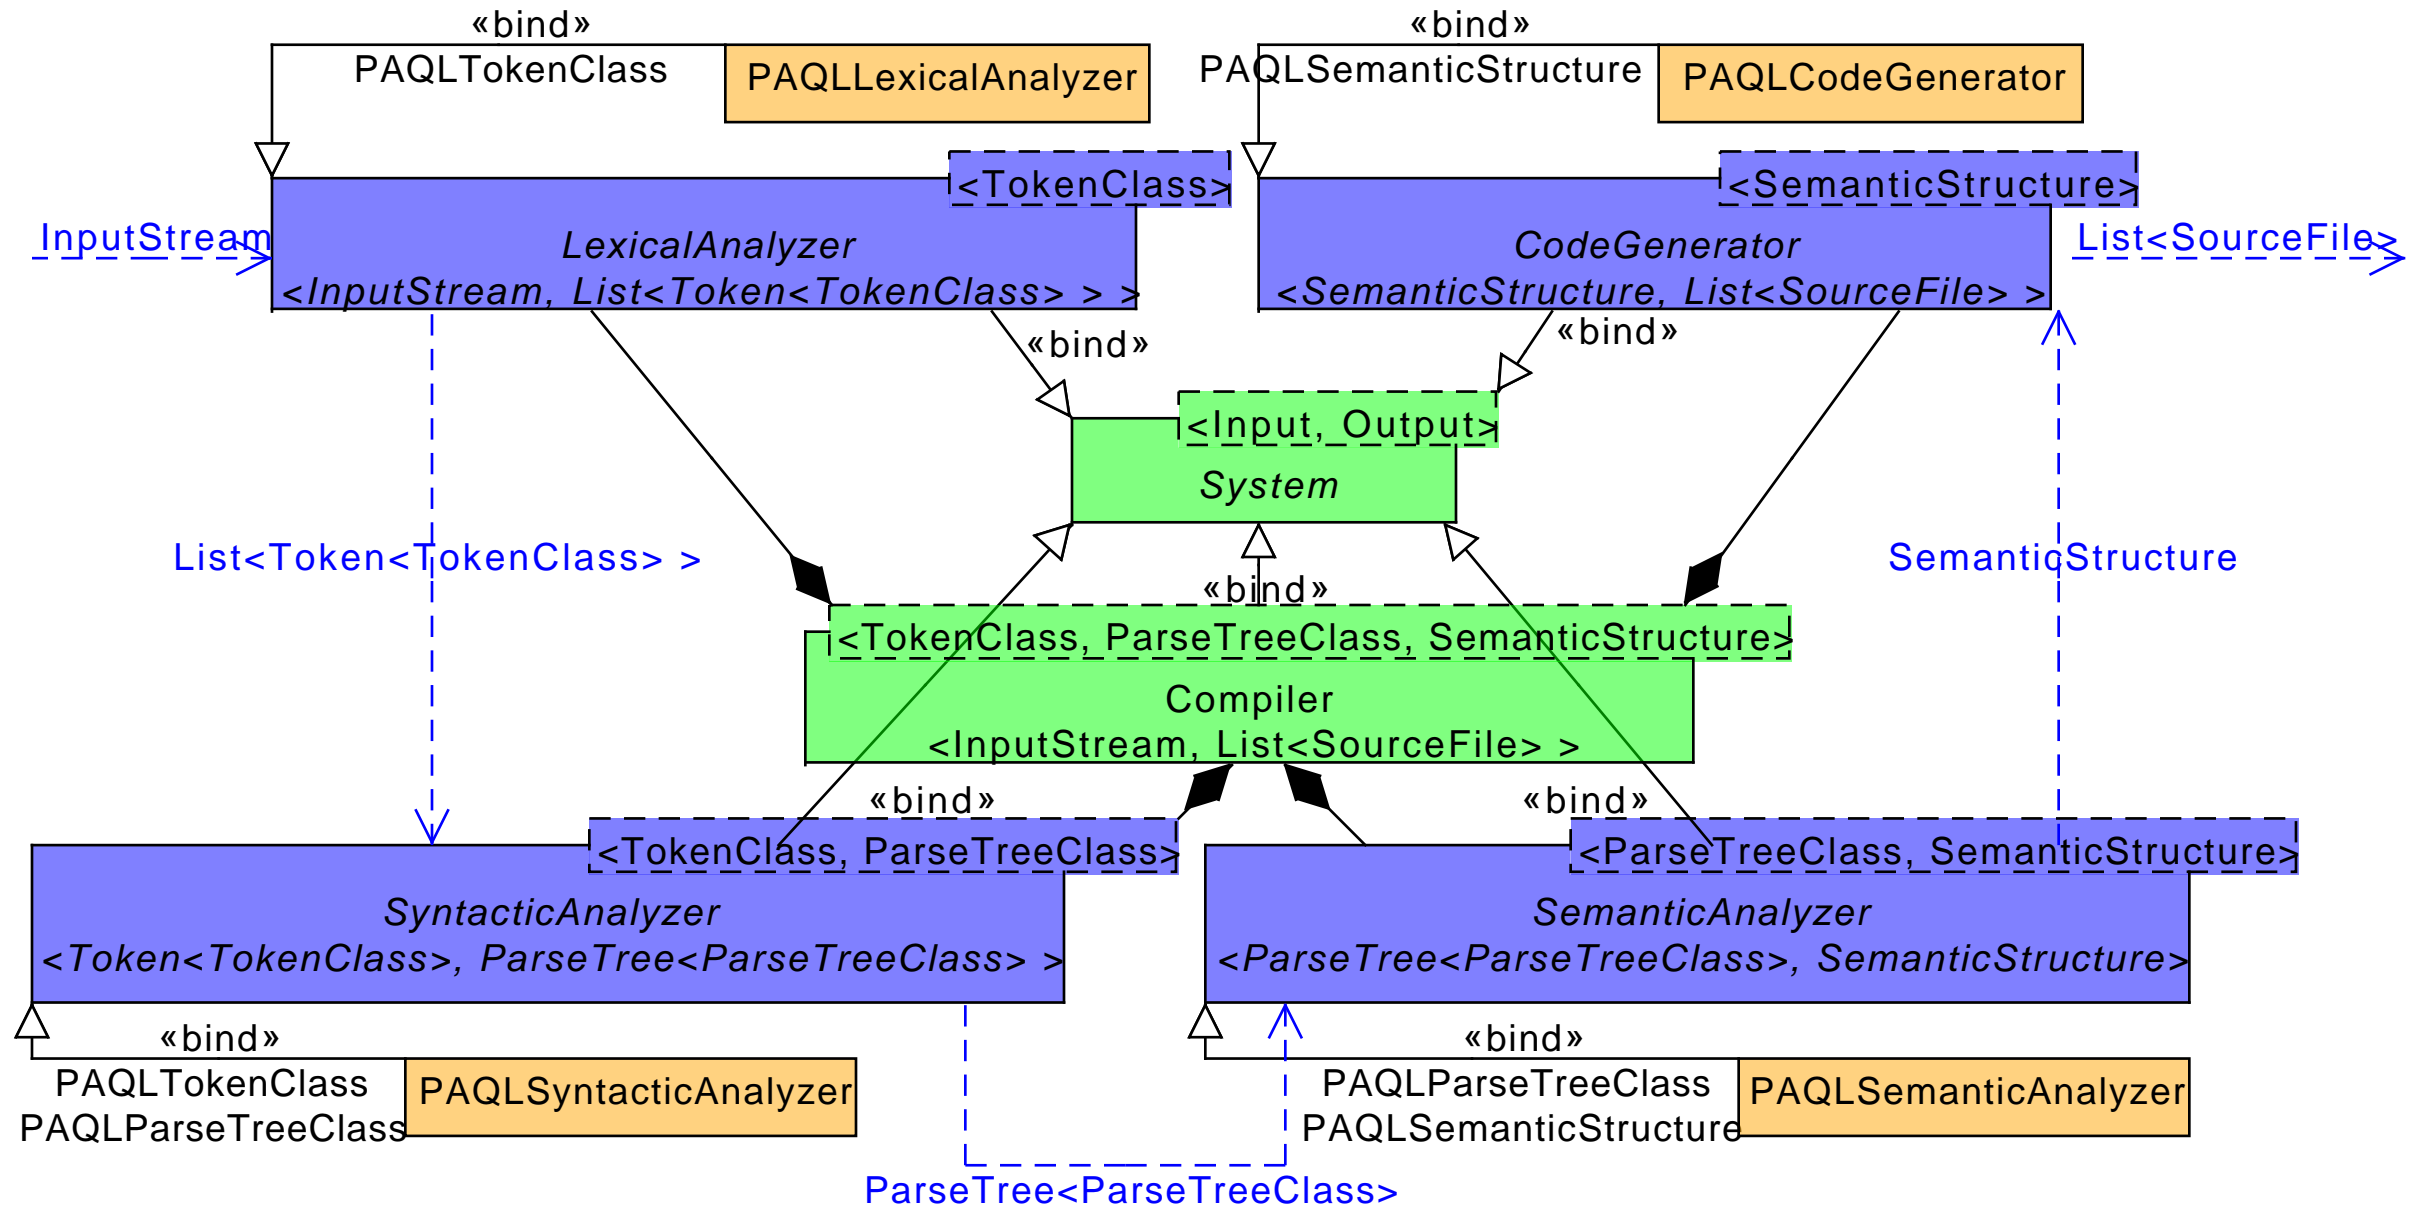 «bind»
PAQLTokenClass
PAQLLexicalAnalyzer
«bind»
PAQLSemanticStructure
PAQLCodeGenerator
<TokenClass>
<SemanticStructure>
InputStream
LexicalAnalyzer
<InputStream, List<Token<TokenClass> > >
CodeGenerator
<SemanticStructure, List<SourceFile> >
List<SourceFile>
«bind»
«bind»
<Input, Output>
System
List<Token<TokenClass> >
SemanticStructure
«bind»
<TokenClass, ParseTreeClass, SemanticStructure>
Compiler
<InputStream, List<SourceFile> >
«bind»
«bind»
<TokenClass, ParseTreeClass>
<ParseTreeClass, SemanticStructure>
SyntacticAnalyzer
<Token<TokenClass>, ParseTree<ParseTreeClass> >
SemanticAnalyzer
<ParseTree<ParseTreeClass>, SemanticStructure>
«bind»
PAQLTokenClass
PAQLParseTreeClass
PAQLSyntacticAnalyzer
«bind»
PAQLParseTreeClass
PAQLSemanticStructure
PAQLSemanticAnalyzer
ParseTree<ParseTreeClass>